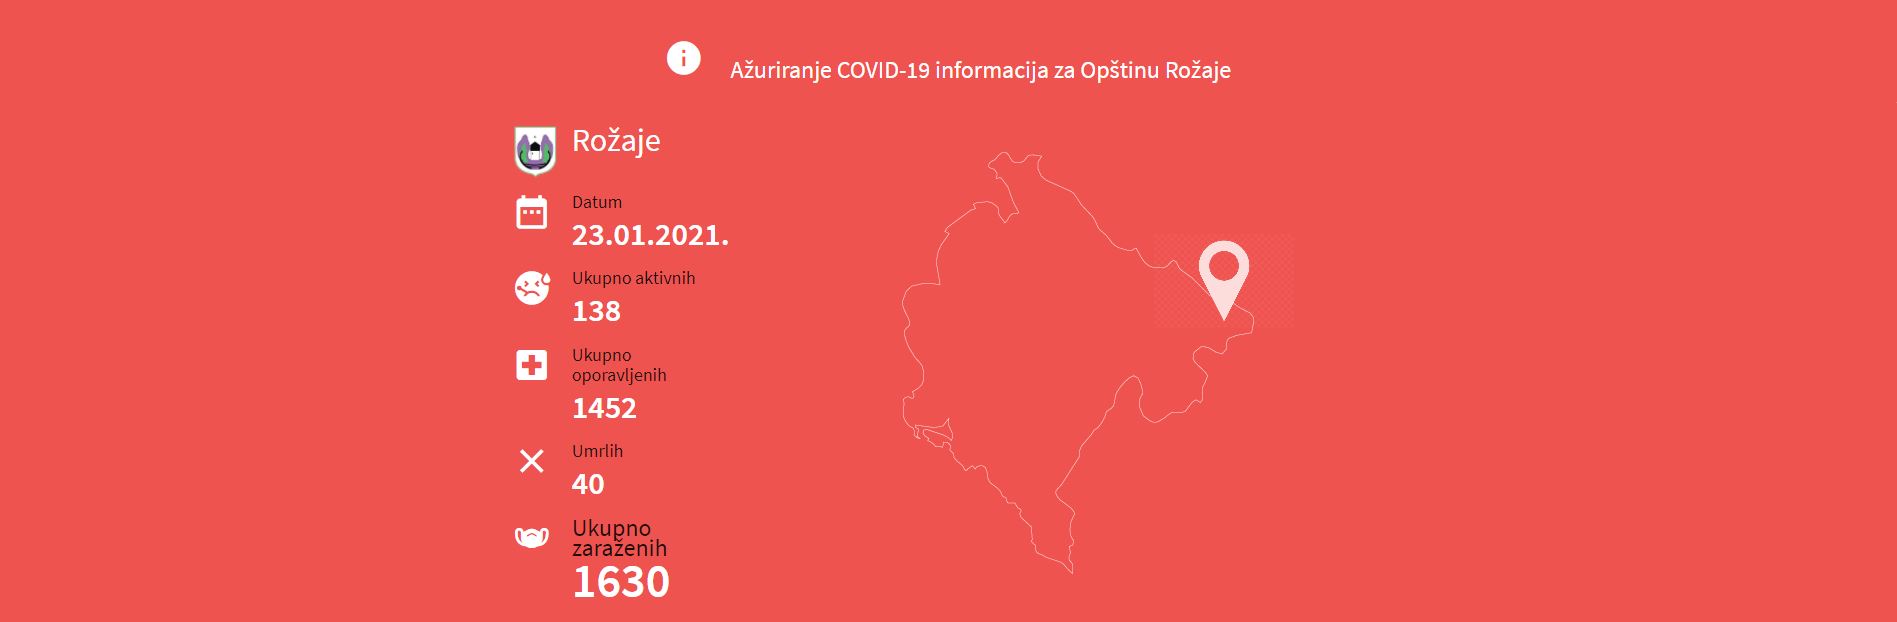 Ažuriranje COVID-19 informacija za Opštinu Rožaje
Rožaje
Datum
23.01.2021.
Ukupno aktivnih
138
Ukupno
oporavljenih
1452
Umrlih
40
Ukupno
zaraženih
1630